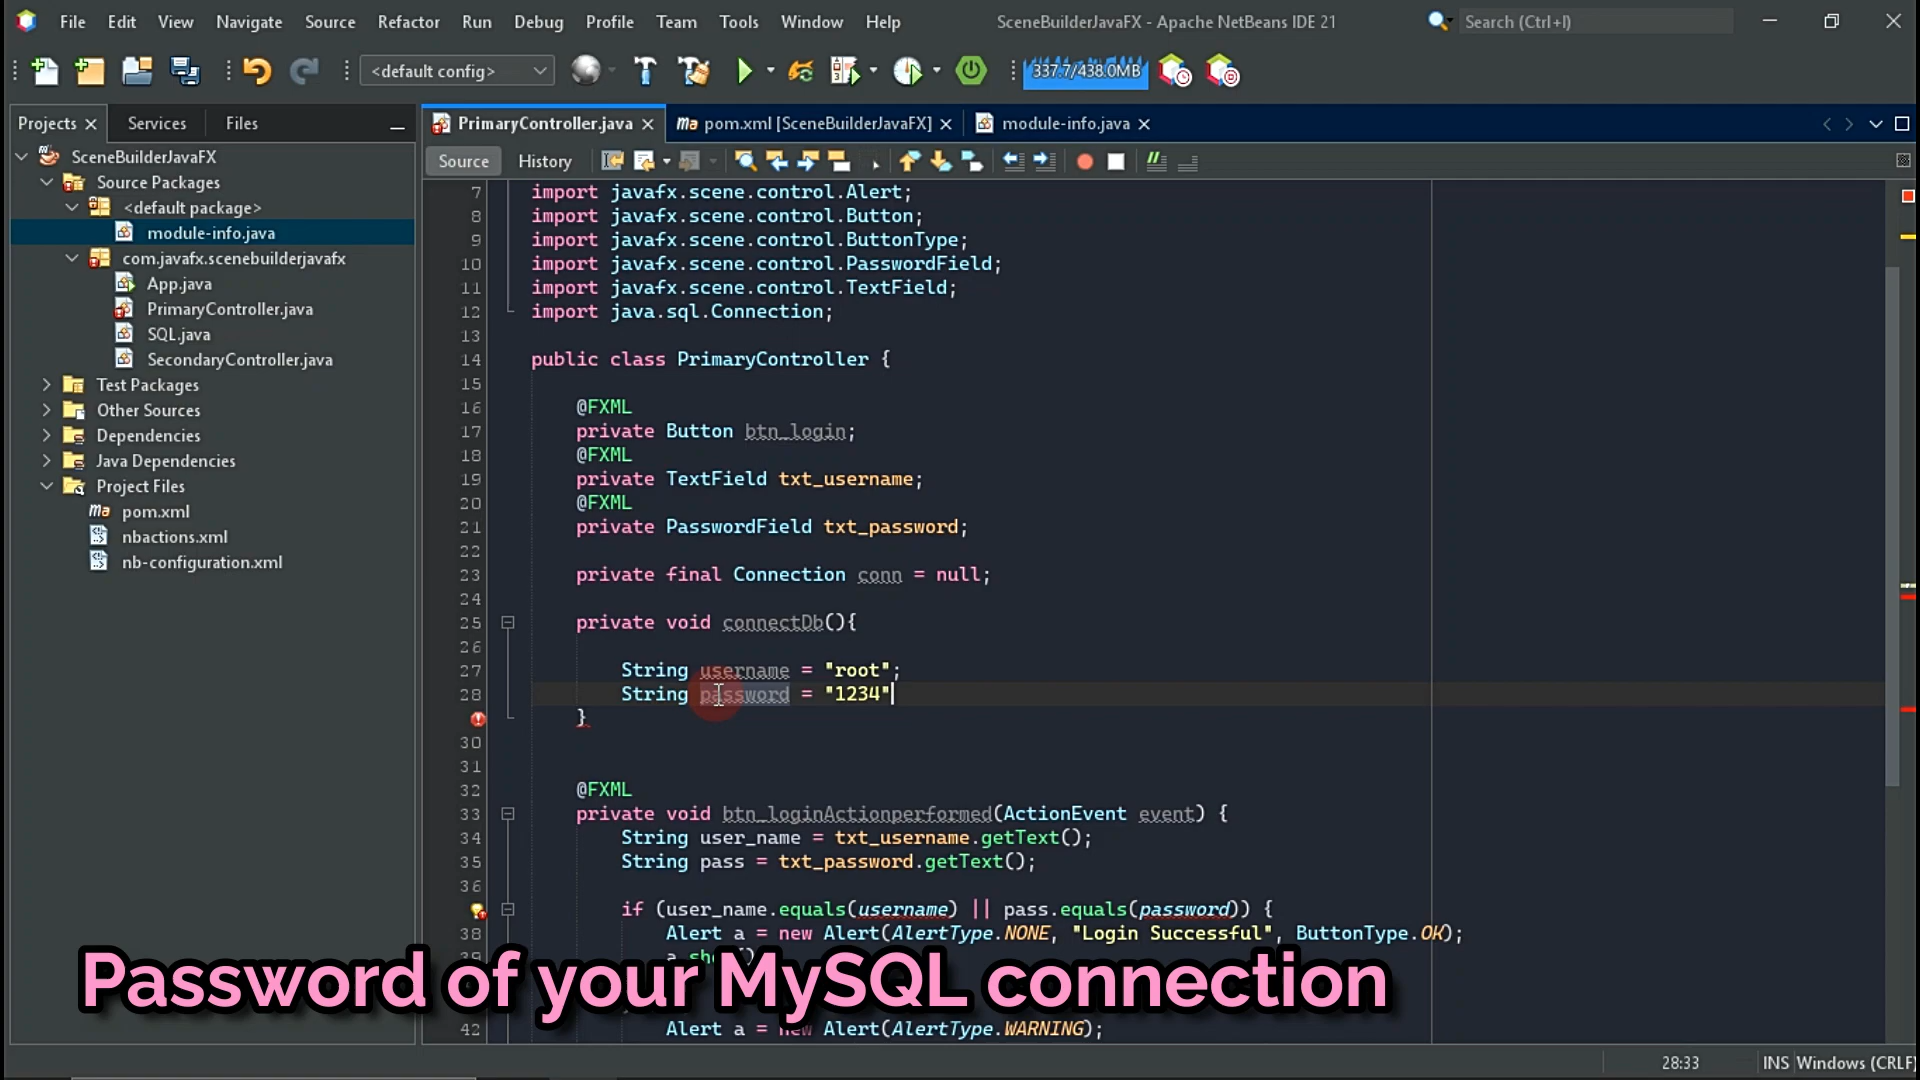 File Edit View Navigate Source Refactor Run Debug Profile Team Tools Window Help SceneBuilderJavaFX - Apache NetBeans IDE 21 Search (Ctrl+I)
<default config> 337.7/438.0MB
Projects Services Files
PrimaryController.java pom.xml [SceneBuilderJavaFX] module-info.java
Source History
SceneBuilderJavaFX
Source Packages
<default package>
module-info.java
com.javafx.scenebuilderjavafx
App.java
PrimaryController.java
SQL.java
SecondaryController.java
Test Packages
Other Sources
Dependencies
Java Dependencies
Project Files
pom.xml
nbactions.xml
nb-configuration.xml
7 import javafx.scene.control.Alert;
8 import javafx.scene.control.Button;
9 import javafx.scene.control.ButtonType;
10 import javafx.scene.control.PasswordField;
11 import javafx.scene.control.TextField;
12 import java.sql.Connection;
13
14 public class PrimaryController {
15
16 @FXML
17 private Button btn_login;
18 @FXML
19 private TextField txt_username;
20 @FXML
21 private PasswordField txt_password;
22
23 private final Connection conn = null;
24
25 private void connectDb(){
26
27 String username = "root";
28 String password = "1234"
}
30
31
32 @FXML
33 private void btn_loginActionperformed(ActionEvent event) {
34 String user_name = txt_username.getText();
35 String pass = txt_password.getText();
36
if (user_name.equals(username) || pass.equals(password)) {
38 Alert a = new Alert(AlertType.NONE, "Login Successful", ButtonType.OK);
Password of your MySQL connection
42 Alert a = new Alert(AlertType.WARNING);
28:33 INS Windows (CRLF)